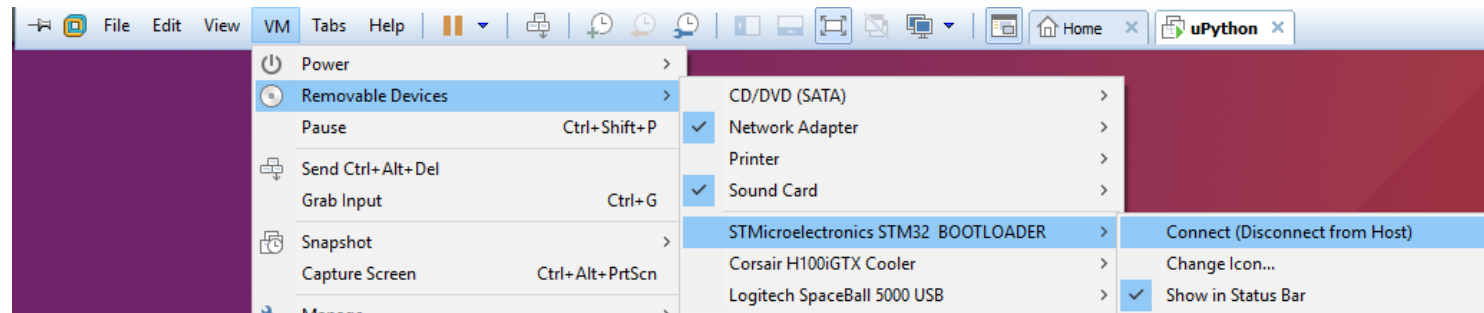 File Edit View VM Tabs Help Home uPython
Power
Removable Devices
Pause Ctrl+Shift+P
Send Ctrl+Alt+Del
Grab Input Ctrl+G
Snapshot
Capture Screen Ctrl+Alt+PrtScn
CD/DVD (SATA)
Network Adapter
Printer
Sound Card
STMicroelectronics STM32 BOOTLOADER
Corsair H100iGTX Cooler
Logitech SpaceBall 5000 USB
Connect (Disconnect from Host)
Change Icon...
Show in Status Bar